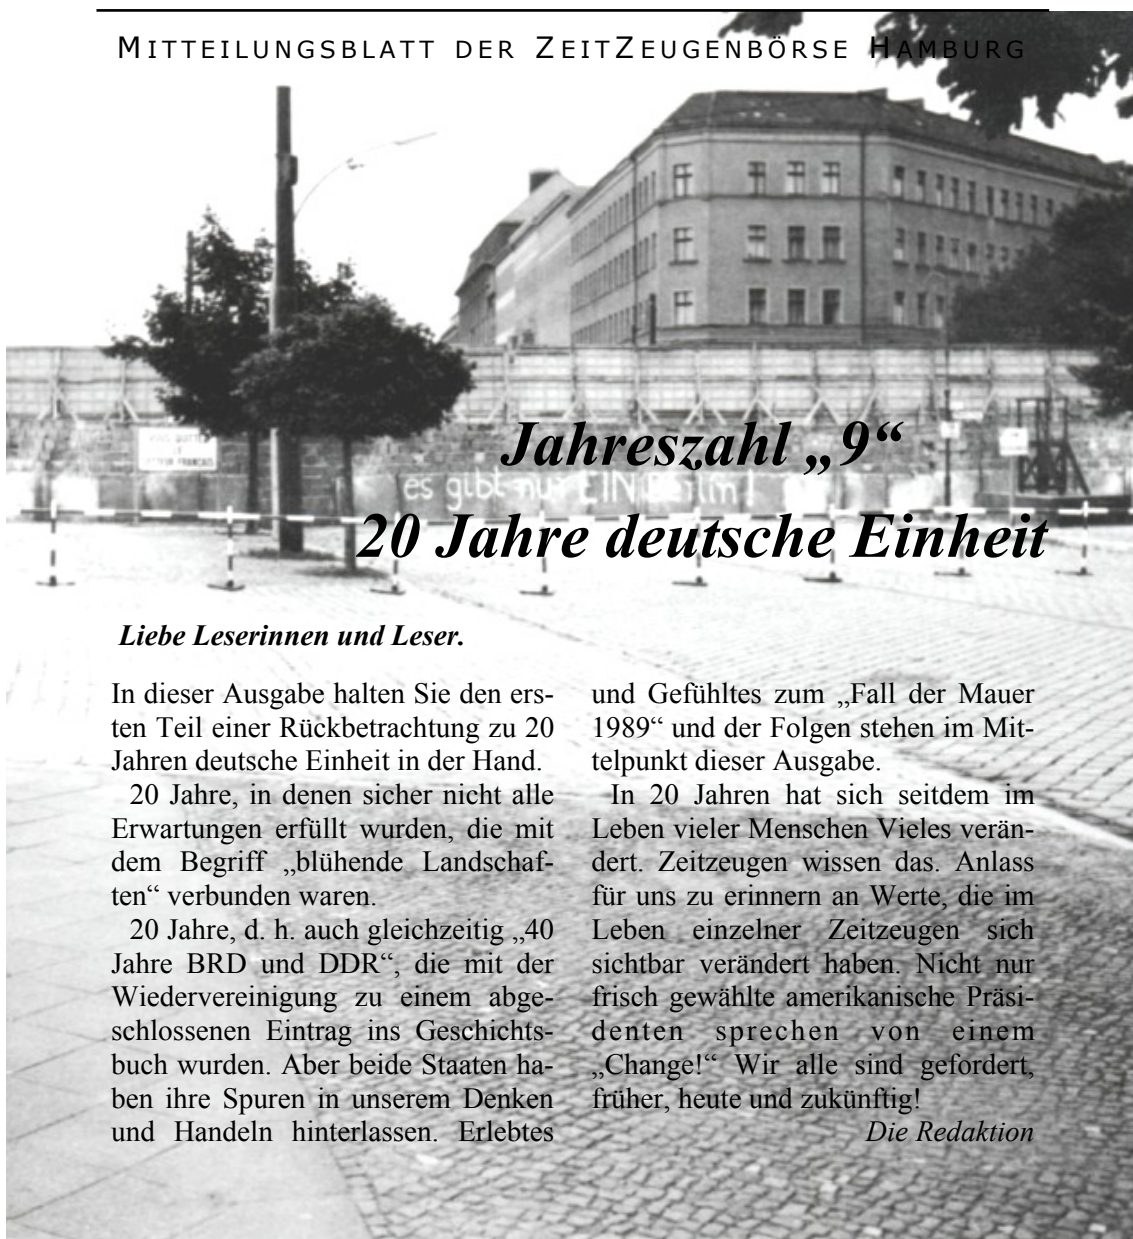 MITTEILUNGSBLATT DER ZEITZEUGENBÖRSE HAMBURG
VOUS QUITTEZ
LE
SECTEUR FRANÇAIS
Jahreszahl „9“
es gibt nur EIN Berlin!
20 Jahre deutsche Einheit
Liebe Leserinnen und Leser.
In dieser Ausgabe halten Sie den ers-
ten Teil einer Rückbetrachtung zu 20
Jahren deutsche Einheit in der Hand.
20 Jahre, in denen sicher nicht alle
Erwartungen erfüllt wurden, die mit
dem Begriff „blühende Landschaf-
ten“ verbunden waren.
20 Jahre, d. h. auch gleichzeitig „40
Jahre BRD und DDR“, die mit der
Wiedervereinigung zu einem abge-
schlossenen Eintrag ins Geschichts-
buch wurden. Aber beide Staaten ha-
ben ihre Spuren in unserem Denken
und Handeln hinterlassen. Erlebtes
und Gefühltes zum „Fall der Mauer
1989“ und der Folgen stehen im Mit-
telpunkt dieser Ausgabe.
In 20 Jahren hat sich seitdem im
Leben vieler Menschen Vieles verän-
dert. Zeitzeugen wissen das. Anlass
für uns zu erinnern an Werte, die im
Leben einzelner Zeitzeugen sich
sichtbar verändert haben. Nicht nur
frisch gewählte amerikanische Präsi-
denten sprechen von einem
„Change!“ Wir alle sind gefordert,
früher, heute und zukünftig!
Die Redaktion